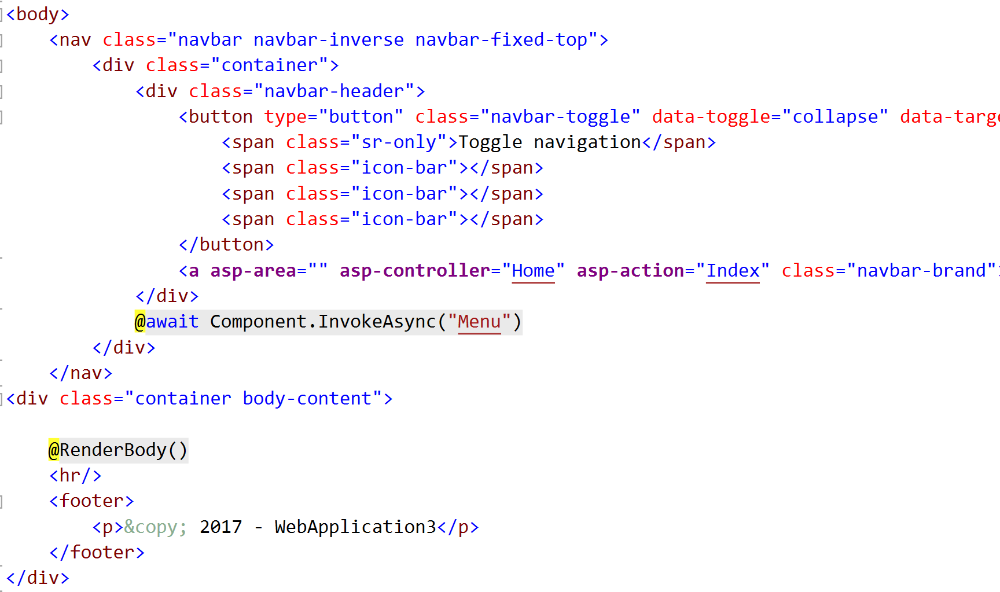 <body>
    <nav class="navbar navbar-inverse navbar-fixed-top">
        <div class="container">
            <div class="navbar-header">
                <button type="button" class="navbar-toggle" data-toggle="collapse"
                    <span class="sr-only">Toggle navigation</span>
                    <span class="icon-bar"></span>
                    <span class="icon-bar"></span>
                    <span class="icon-bar"></span>
                </button>
                <a asp-area="" asp-controller="Home" asp-action="Index" class="navbar-brand">
            </div>
            @await Component.InvokeAsync("Menu")
        </div>
    </nav>
<div class="container body-content">
    @RenderBody()
    <hr/>
    <footer>
        <p>&copy; 2017 - WebApplication3</p>
    </footer>
</div>